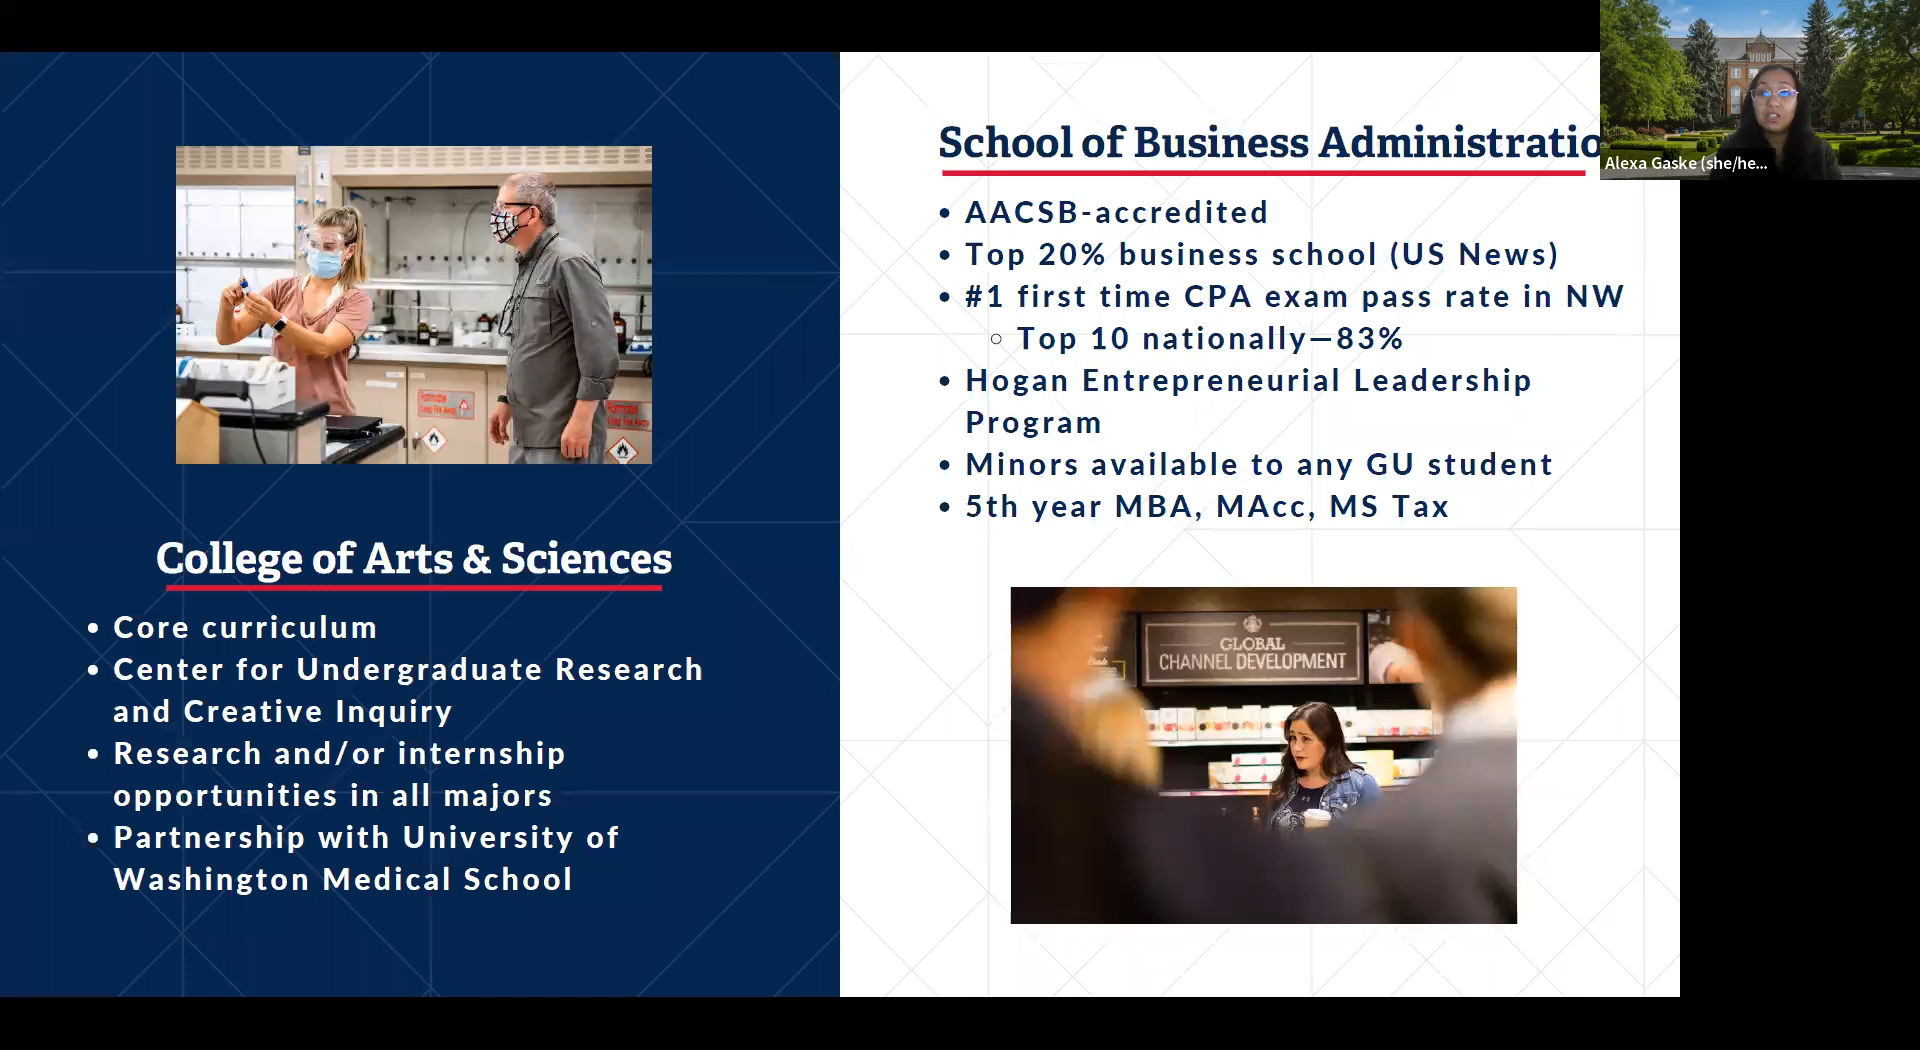 College of Arts & Sciences
• Core curriculum
• Center for Undergraduate Research
and Creative Inquiry
• Research and/or internship
opportunities in all majors
• Partnership with University of
Washington Medical School
School of Business Administratio
• AACSB-accredited
• Top 20% business school (US News)
• #1 first time CPA exam pass rate in NW
○ Top 10 nationally—83%
• Hogan Entrepreneurial Leadership
Program
• Minors available to any GU student
• 5th year MBA, MAcc, MS Tax
GLOBAL
CHANNEL DEVELOPMENT
Alexa Gaske (she/he...